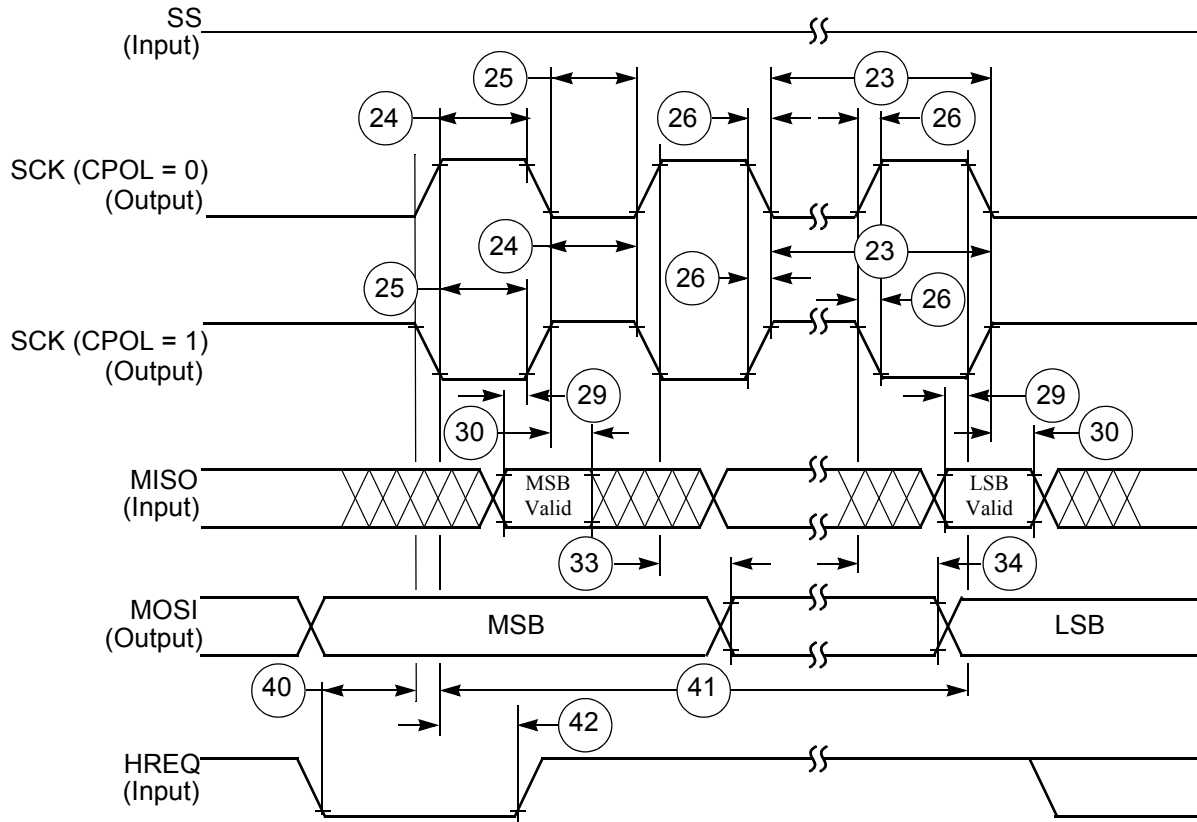 SS
(Input)
25
23
24
26
26
SCK (CPOL = 0)
(Output)
24
23
25
26
26
SCK (CPOL = 1)
(Output)
29
29
30
30
MISO
(Input)
MSB
Valid
LSB
Valid
33
34
MOSI
(Output)
MSB
LSB
40
41
42
HREQ
(Input)